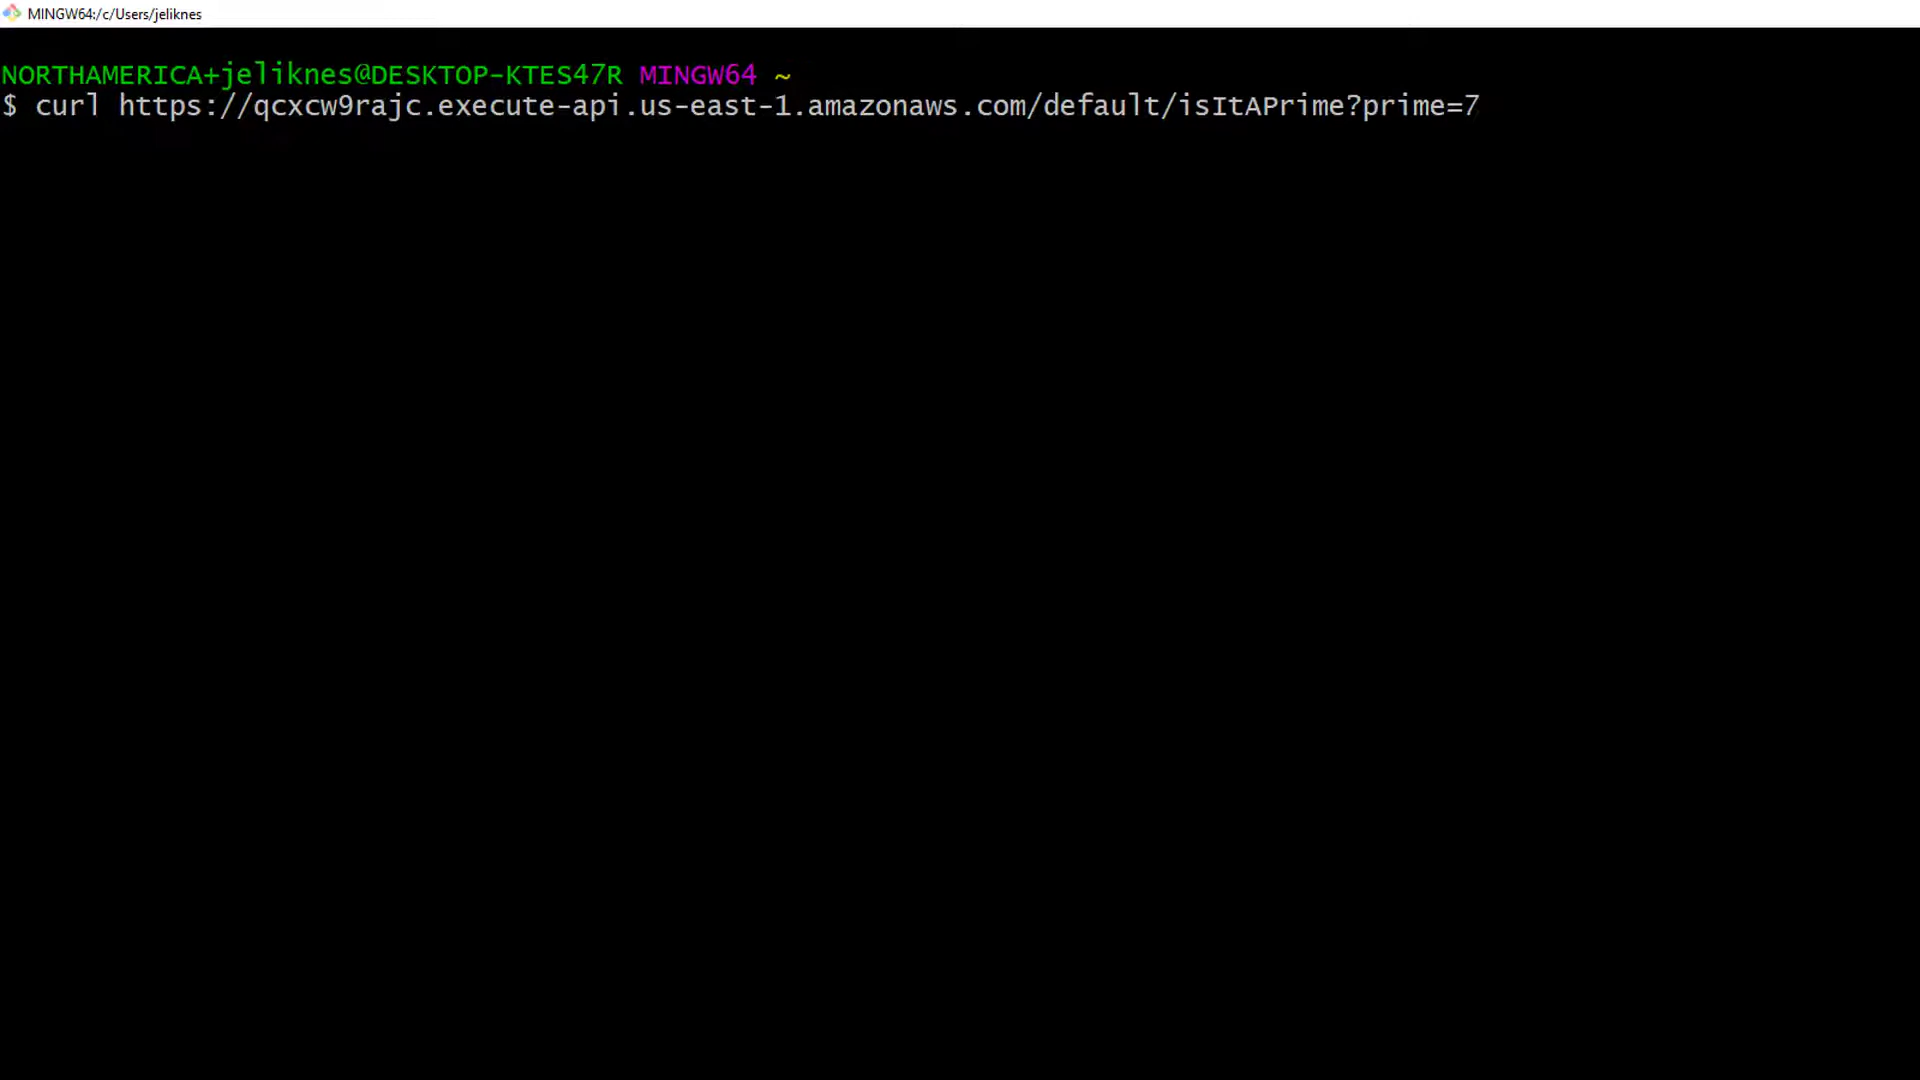 MINGW64:/c/Users/jeliknes
NORTHAMERICA+jeliknes@DESKTOP-KTES47R MINGW64 ~
$ curl https://qcxcw9rajc.execute-api.us-east-1.amazonaws.com/default/isItAPrime?prime=7